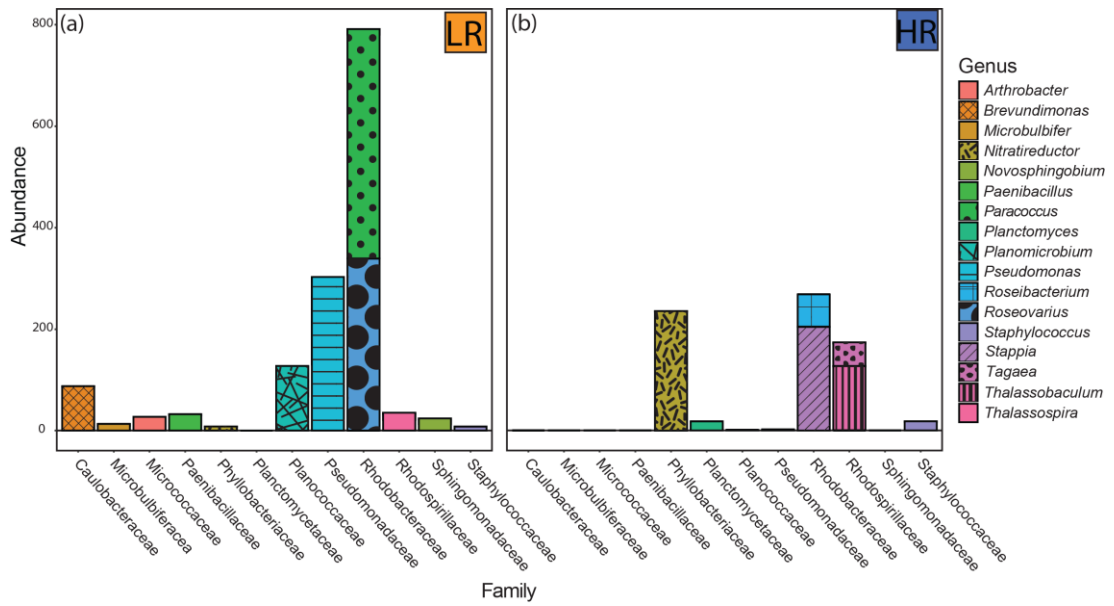 (a)
LR
(b)
HR
Abundance
800
600
400
200
0
Caulobacteraceae
Microbulbiferacea
Micrococcaceae
Paenibacillaceae
Phyllobacteriaceae
Planctomycetaceae
Planococcaceae
Pseudomonadaceae
Rhodobacteraceae
Rhodospirillaceae
Sphingomonadaceae
Staphylococcaceae
Caulobacteraceae
Microbulbiferaceae
Micrococcaceae
Paenibacillaceae
Phyllobacteriaceae
Planctomycetaceae
Planococcaceae
Pseudomonadaceae
Rhodobacteraceae
Rhodospirillaceae
Sphingomonadaceae
Staphylococcaceae
Family
Genus
Arthrobacter
Brevundimonas
Microbulbifer
Nitratireductor
Novosphingobium
Paenibacillus
Paracoccus
Planctomyces
Planomicrobium
Pseudomonas
Roseibacterium
Roseovarius
Staphylococcus
Stappia
Tagaea
Thalassobaculum
Thalassospira